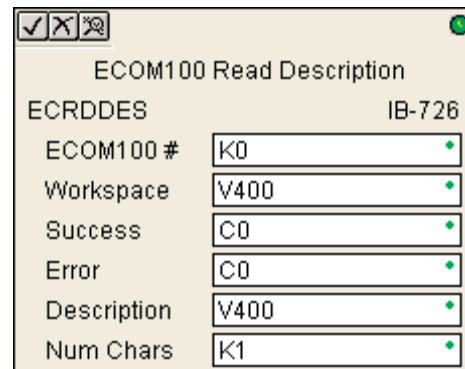 ECOM100 Read Description
ECRDDES IB-726
ECOM100 # K0
Workspace V400
Success C0
Error C0
Description V400
Num Chars K1